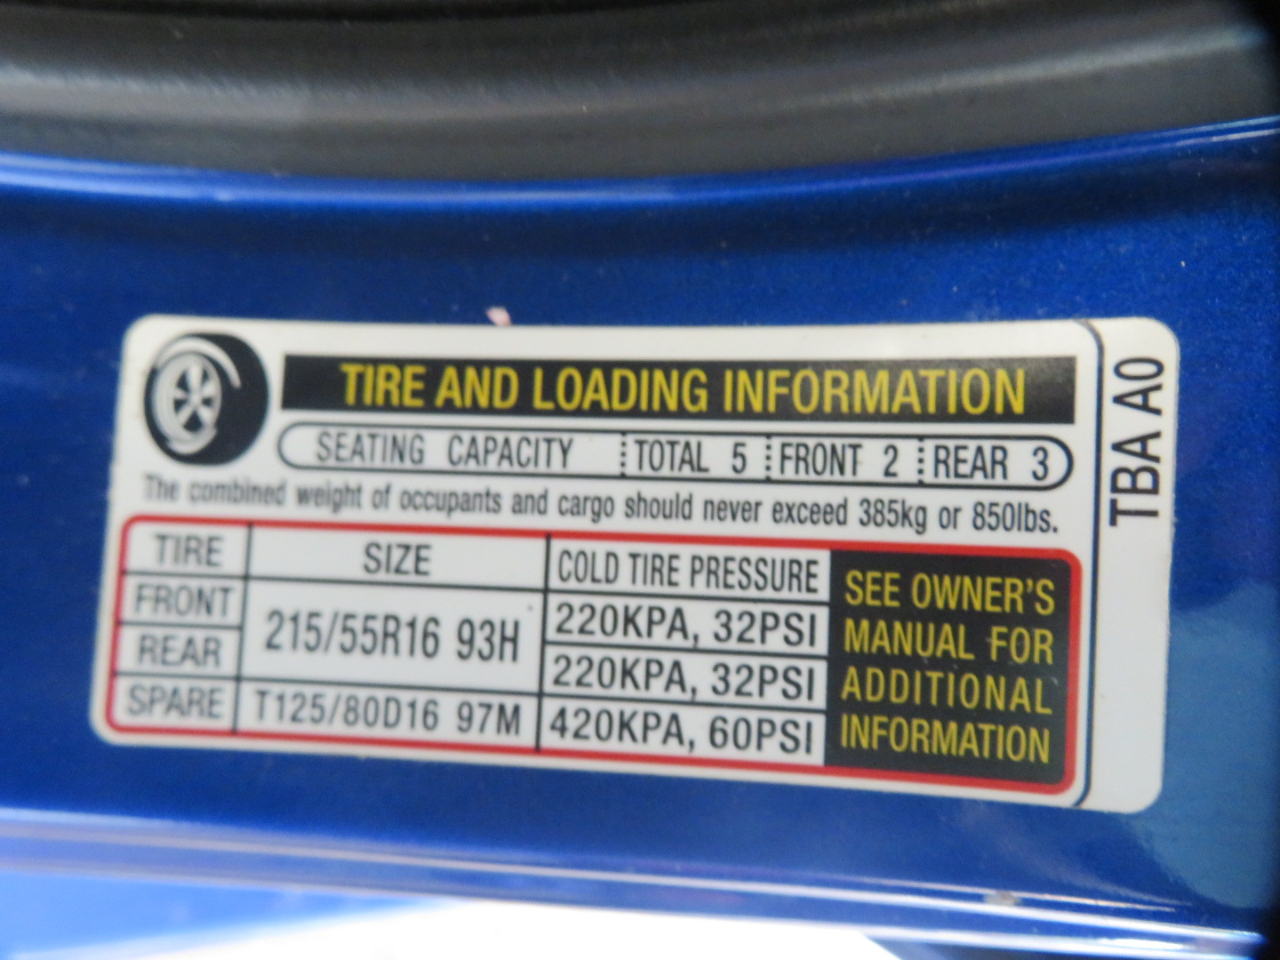 TIRE AND LOADING INFORMATION
SEATING CAPACITY TOTAL 5 FRONT 2 REAR 3
The combined weight of occupants and cargo should never exceed 385kg or 850lbs.
TIRE SIZE COLD TIRE PRESSURE
FRONT 215/55R16 93H 220KPA, 32PSI
REAR 220KPA, 32PSI
SPARE T125/80D16 97M 420KPA, 60PSI
SEE OWNER'S
MANUAL FOR
ADDITIONAL
INFORMATION
TBA A0